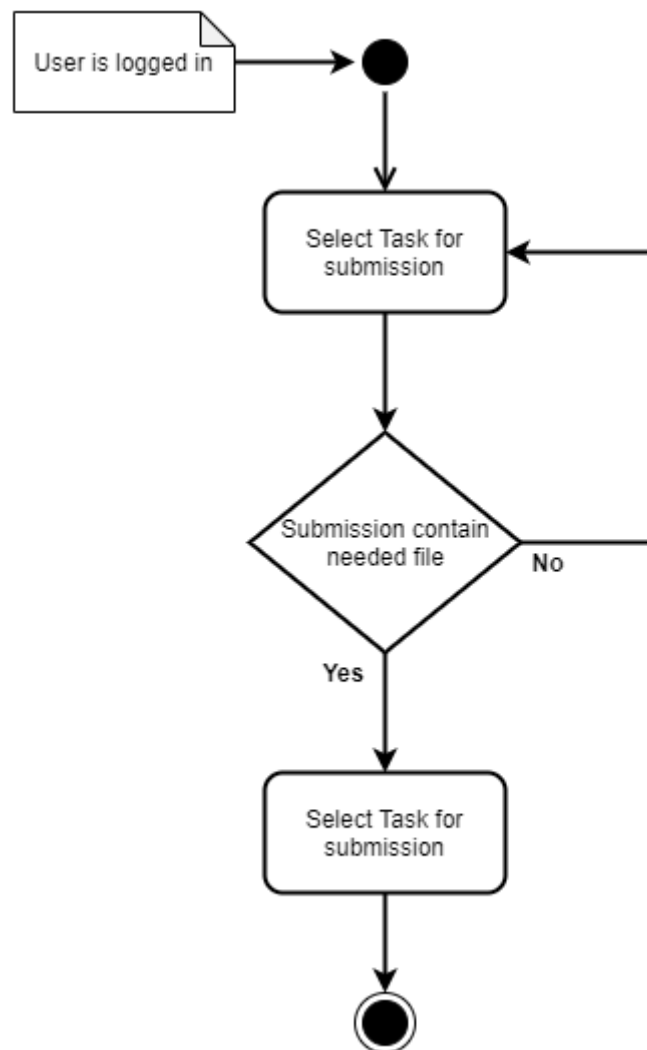 User is logged in
Select Task for
submission
Submission contain
needed file
No
Yes
Select Task for
submission